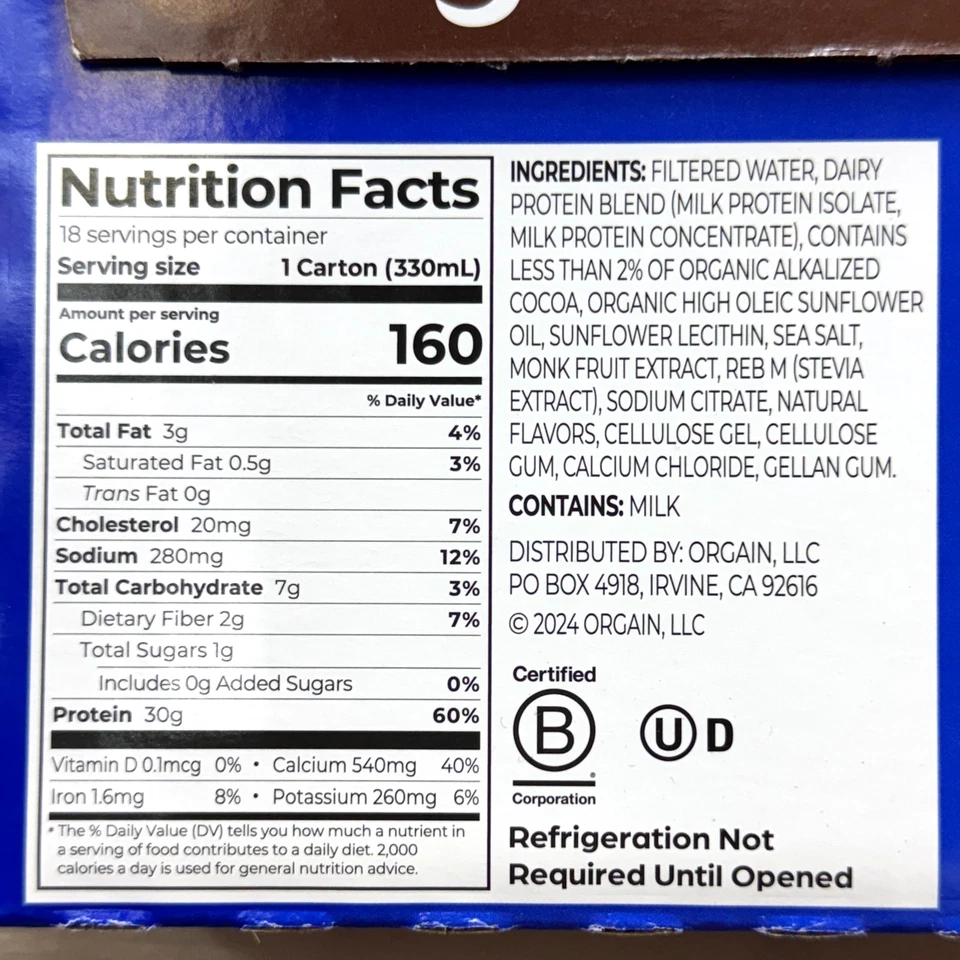 Nutrition Facts
18 servings per container
Serving size 1 Carton (330mL)
Amount per serving
Calories 160
% Daily Value*
Total Fat 3g 4%
Saturated Fat 0.5g 3%
Trans Fat 0g
Cholesterol 20mg 7%
Sodium 280mg 12%
Total Carbohydrate 7g 3%
Dietary Fiber 2g 7%
Total Sugars 1g
Includes 0g Added Sugars 0%
Protein 30g 60%
Vitamin D 0.1mcg 0% • Calcium 540mg 40%
Iron 1.6mg 8% • Potassium 260mg 6%
* The % Daily Value (DV) tells you how much a nutrient in
a serving of food contributes to a daily diet. 2,000
calories a day is used for general nutrition advice.
INGREDIENTS: FILTERED WATER, DAIRY
PROTEIN BLEND (MILK PROTEIN ISOLATE,
MILK PROTEIN CONCENTRATE), CONTAINS
LESS THAN 2% OF ORGANIC ALKALIZED
COCOA, ORGANIC HIGH OLEIC SUNFLOWER
OIL, SUNFLOWER LECITHIN, SEA SALT,
MONK FRUIT EXTRACT, REB M (STEVIA
EXTRACT), SODIUM CITRATE, NATURAL
FLAVORS, CELLULOSE GEL, CELLULOSE
GUM, CALCIUM CHLORIDE, GELLAN GUM.
CONTAINS: MILK
DISTRIBUTED BY: ORGAIN, LLC
PO BOX 4918, IRVINE, CA 92616
© 2024 ORGAIN, LLC
Certified
B
Corporation
U D
Refrigeration Not
Required Until Opened